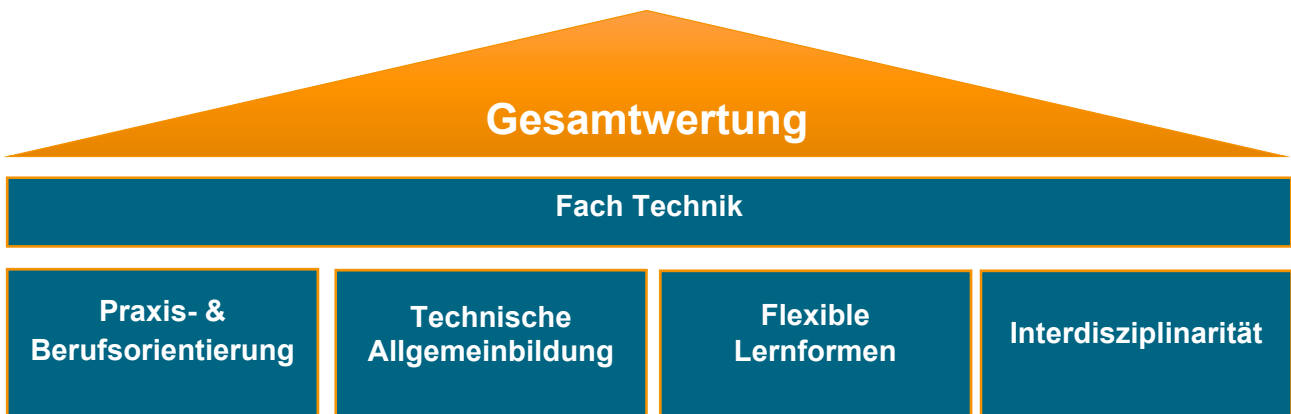 Gesamtwertung
Fach Technik
Praxis- &
Berufsorientierung
Technische
Allgemeinbildung
Flexible
Lernformen
Interdisziplinarität